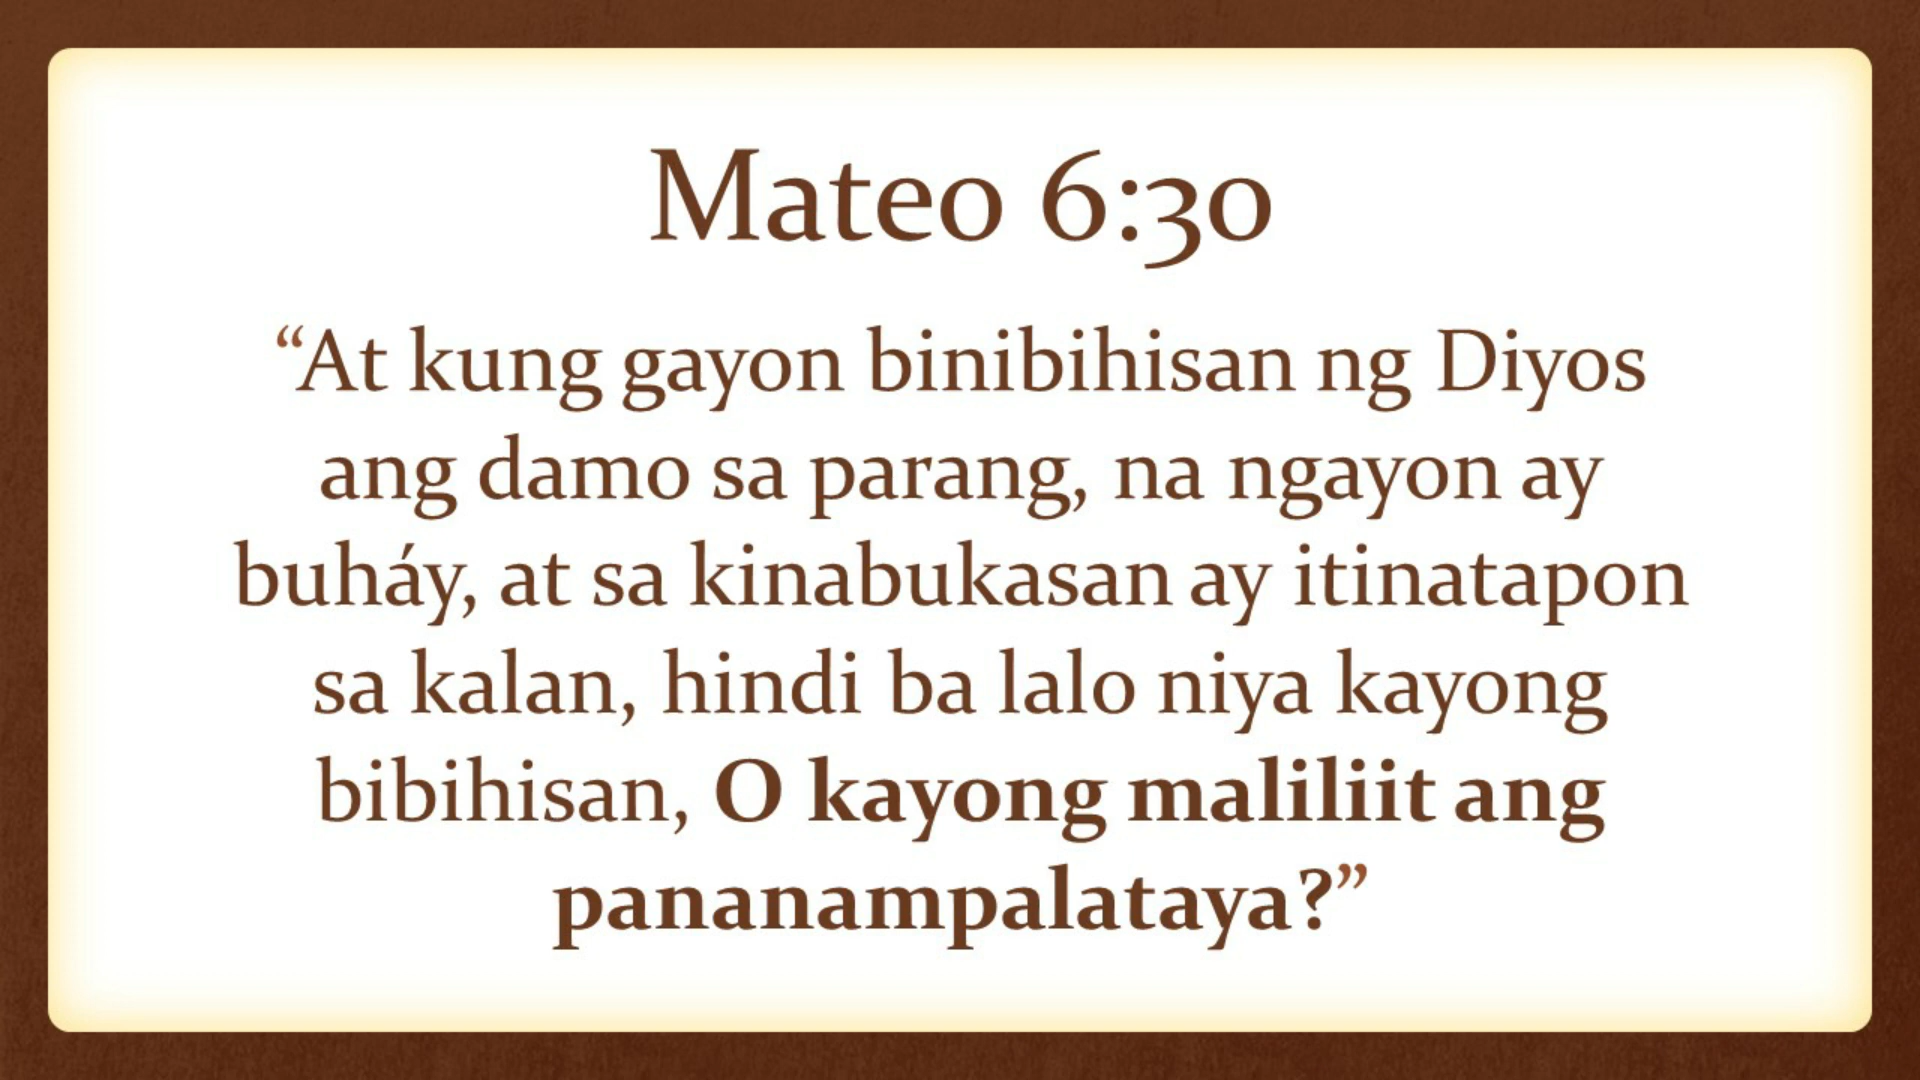 Mateo 6:30
“At kung gayon binibihisan ng Diyos
ang damo sa parang, na ngayon ay
buháy, at sa kinabukasan ay itinatapon
sa kalan, hindi ba lalo niya kayong
bibihisan, O kayong maliliit ang
pananampalataya?”